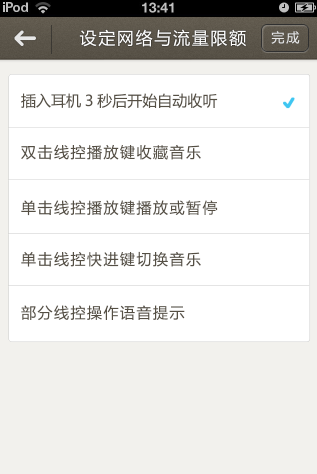 iPod 13:41
设定网络与流量限额 完成
插入耳机 3 秒后开始自动收听
双击线控播放键收藏音乐
单击线控播放键播放或暂停
单击线控快进键切换音乐
部分线控操作语音提示